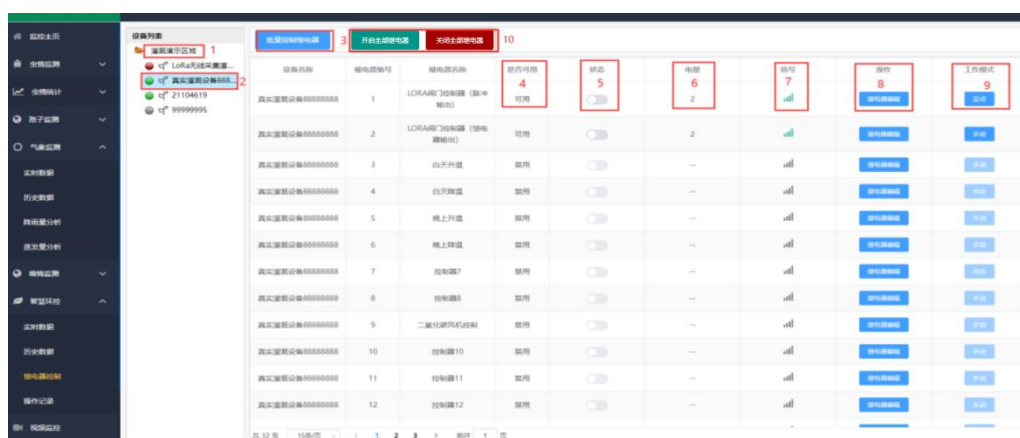 监控主页
虫情监测
虫情统计
孢子监测
气象监测
实时数据
历史数据
降雨量分析
蒸发量分析
墒情监测
智慧环控
实时数据
历史数据
继电器控制
操作记录
视频监控
设备列表
灌溉演示区域 1
LoRa无线采集灌...
真实灌溉设备888... 2
21104619
99999995
批量控制继电器 3 开启全部继电器 关闭全部继电器 10
设备名称 继电器编号 继电器名称 是否可用 状态 电量 信号 操作 工作模式
4 5 6 7 8 9
真实灌溉设备88888888 1 LORA阀门控制器（脉冲输出） 可用 2 继电器编辑
真实灌溉设备88888888 2 LORA阀门控制器（继电器输出） 可用 2 继电器编辑 手动
真实灌溉设备88888888 3 白天升温 禁用 -- 继电器编辑 手动
真实灌溉设备88888888 4 白天降温 禁用 -- 继电器编辑 手动
真实灌溉设备88888888 5 晚上升温 禁用 -- 继电器编辑 手动
真实灌溉设备88888888 6 晚上降温 禁用 -- 继电器编辑 手动
真实灌溉设备88888888 7 控制器7 禁用 -- 继电器编辑 手动
真实灌溉设备88888888 8 控制器8 禁用 -- 继电器编辑 手动
真实灌溉设备88888888 9 二氧化碳风机控制 禁用 -- 继电器编辑 手动
真实灌溉设备88888888 10 控制器10 禁用 -- 继电器编辑 手动
真实灌溉设备88888888 11 控制器11 禁用 -- 继电器编辑 手动
真实灌溉设备88888888 12 控制器12 禁用 -- 继电器编辑 手动
共 32 条 16条/页 < 1 2 3 > 前往 1 页